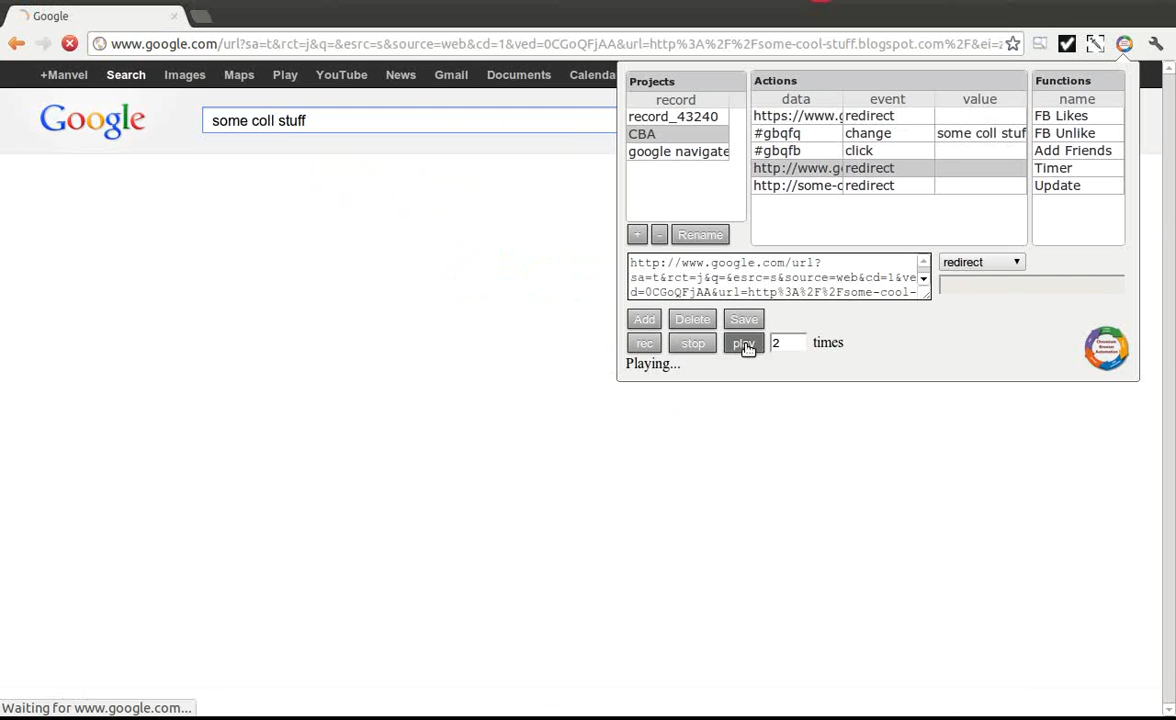 Google
www.google.com/url?sa=t&rct=j&q=&esrc=s&source=web&cd=1&ved=0CGoQFjAA&url=http%3A%2F%2Fsome-cool-stuff.blogspot.com%2F&ei=
+Manvel Search Images Maps Play YouTube News Gmail Documents Calenda
Google
some coll stuff
Projects
record
record_43240
CBA
google navigate
+ - Rename
Actions
data event value
https://www.g redirect
#gbqfq change some coll stuf
#gbqfb click
http://www.g redirect
http://some-c redirect
Functions
name
FB Likes
FB Unlike
Add Friends
Timer
Update
http://www.google.com/url?
sa=t&rct=j&q=&esrc=s&source=web&cd=1&ve
d=0CGoQFjAA&url=http%3A%2F%2Fsome-cool-
redirect
Add Delete Save
rec stop play 2 times
Playing...
Chromium
Browser
Automation
Waiting for www.google.com...